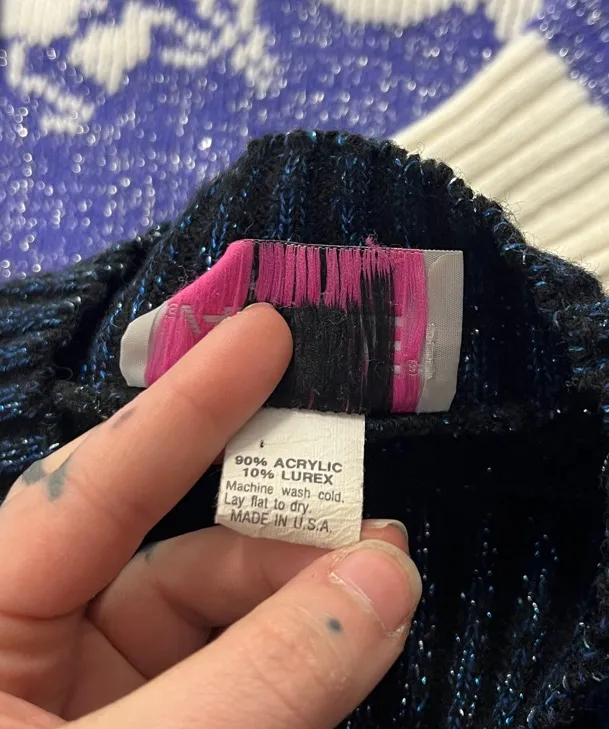 90% ACRYLIC
10% LUREX
Machine wash cold.
Lay flat to dry.
MADE IN U.S.A.